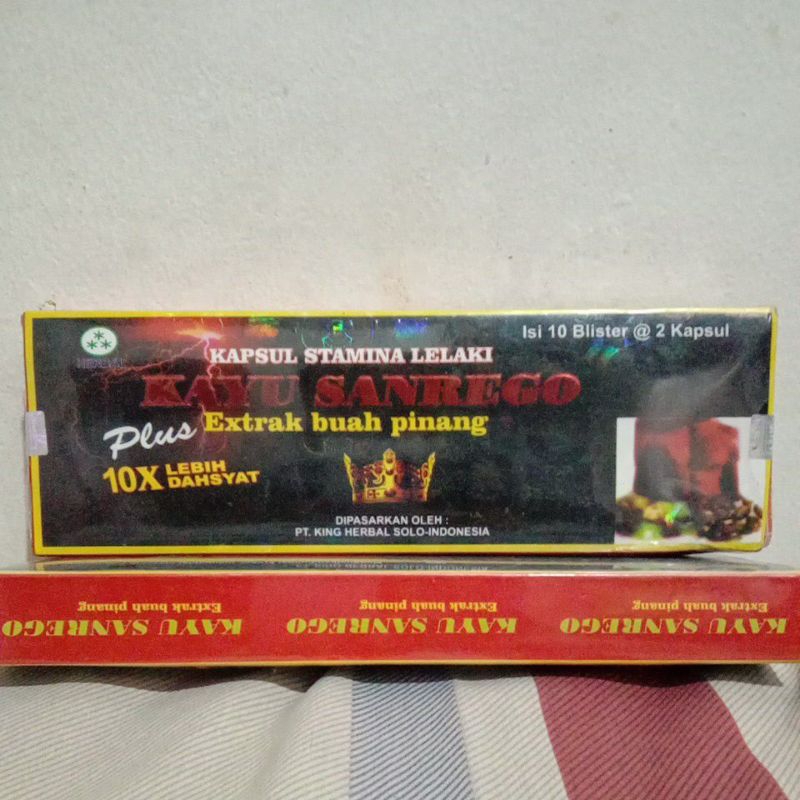 Isi 10 Blister @ 2 Kapsul
HERBAL
KAPSUL STAMINA LELAKI
KAYU SANREGO
Plus Extrak buah pinang
10X LEBIH
DAHSYAT
DIPASARKAN OLEH :
PT. KING HERBAL SOLO-INDONESIA
KAYU SANREGO
Extrak buah pinang
KAYU SANREGO
Extrak buah pinang
KAYU SANREGO
Extrak buah pinang